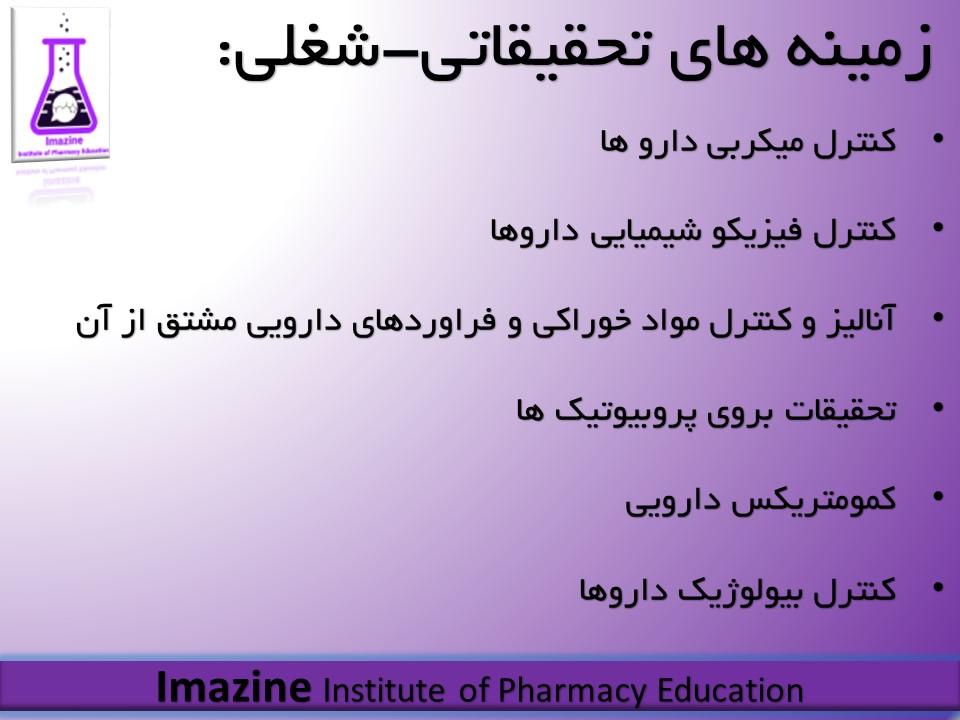 زمینه های تحقیقاتی–شغلی:
Imazine
Institute of Pharmacy Education
• کنترل میکربی دارو ها
• کنترل فیزیکو شیمیایی داروها
• آنالیز و کنترل مواد خوراکی و فراوردهای دارویی مشتق از آن
• تحقیقات بروی پروبیوتیک ها
• کمومتریکس دارویی
• کنترل بیولوژیک داروها
Imazine Institute of Pharmacy Education